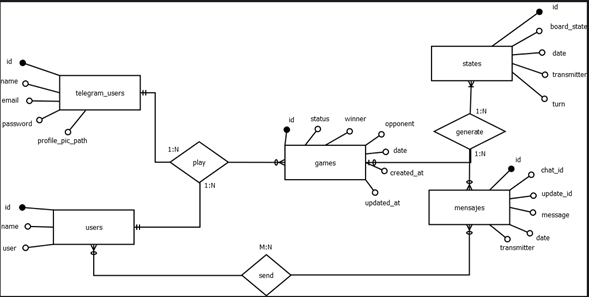 id
board_state
date
transmitter
turn
states
id
name
email
password
profile_pic_path
telegram_users
id
status
winner
opponent
date
created_at
updated_at
games
1:N
generate
1:N
1:N
play
1:N
id
chat_id
update_id
message
date
transmitter
mensajes
id
name
user
users
M:N
send